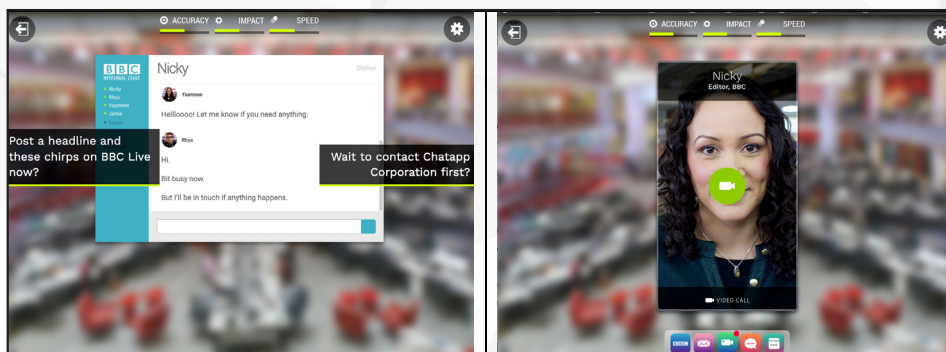 ACCURACY IMPACT SPEED
BBC
INTERNAL CHAT
Nicky
Rhys
Yasmeen
Jamie
Nicky
Online
Yasmeen
Hellloooo! Let me know if you need anything.
Rhys
Hi.
Bit busy now.
But I'll be in touch if anything happens.
Post a headline and
these chirps on BBC Live
now?
Wait to contact Chatapp
Corporation first?
ACCURACY IMPACT SPEED
Nicky
Editor, BBC
VIDEO CALL
BBC